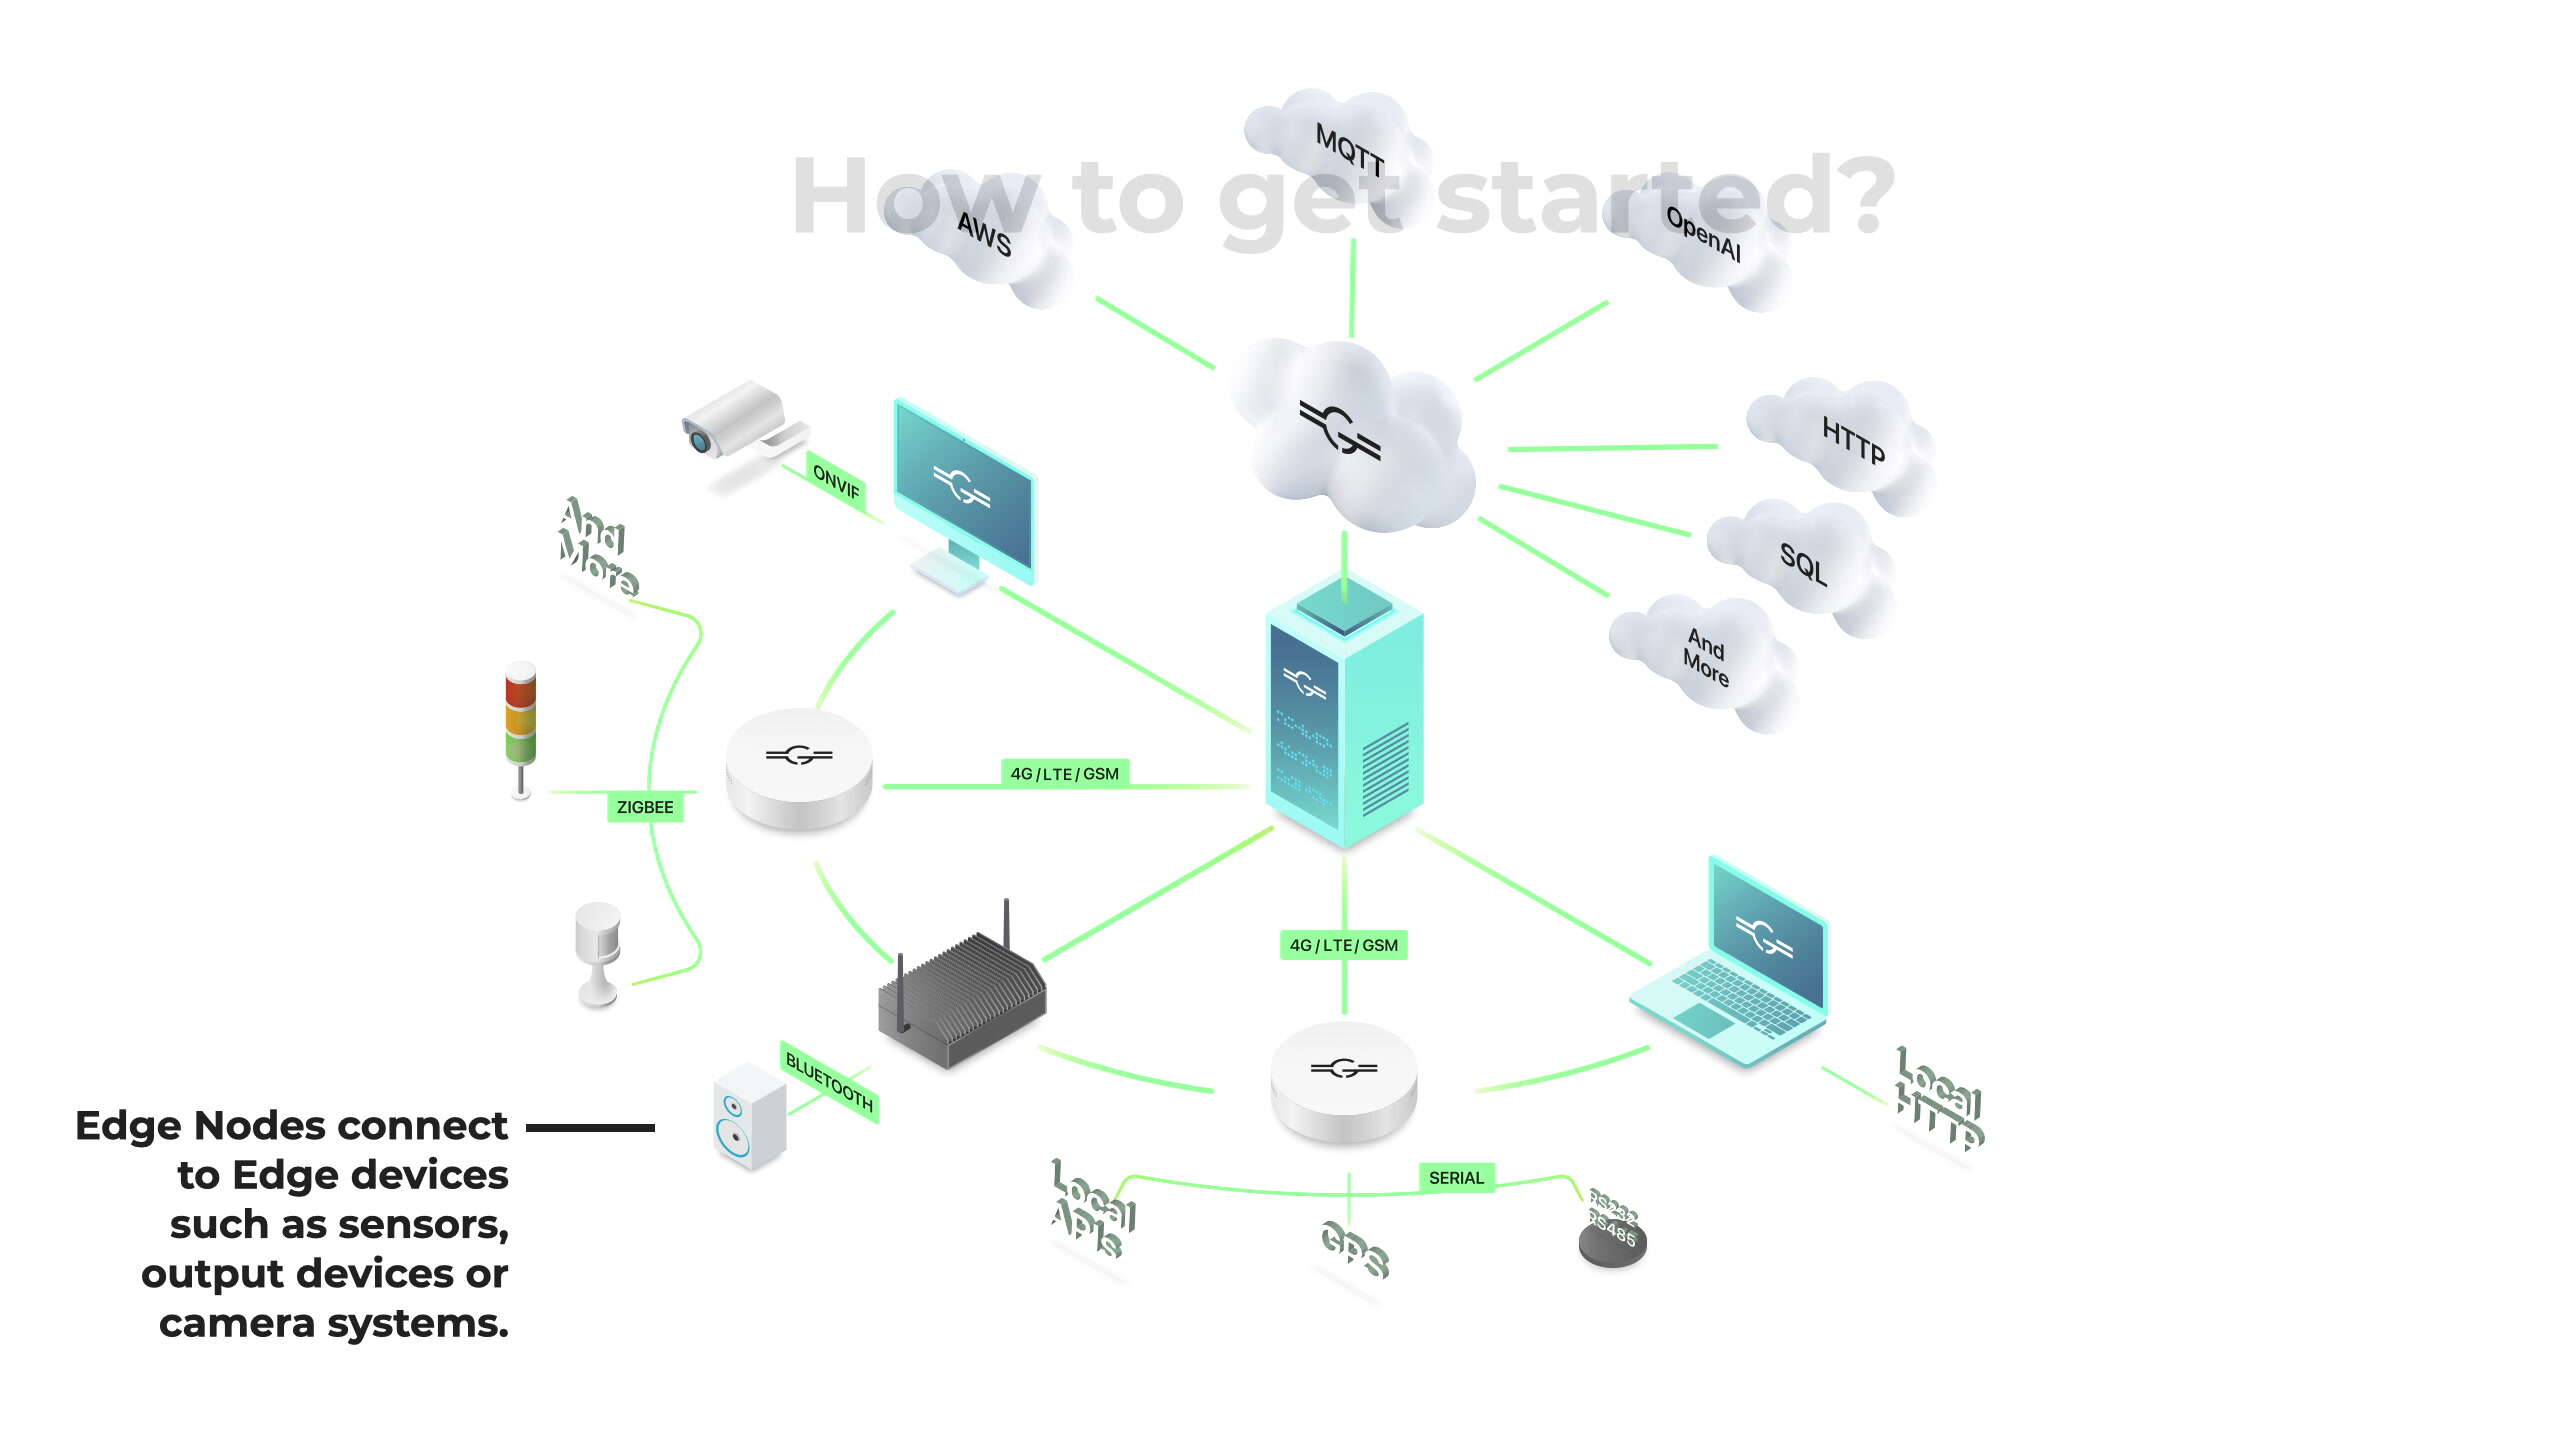 How to get started?
MQTT
AWS
OpenAI
HTTP
ONVIF
SQL
And
More
And
More
4G / LTE / GSM
ZIGBEE
4G / LTE / GSM
BLUETOOTH
Local
HTTP
Edge Nodes connect
to Edge devices
such as sensors,
output devices or
camera systems.
SERIAL
Local
APIs
GPS
RS232
RS485